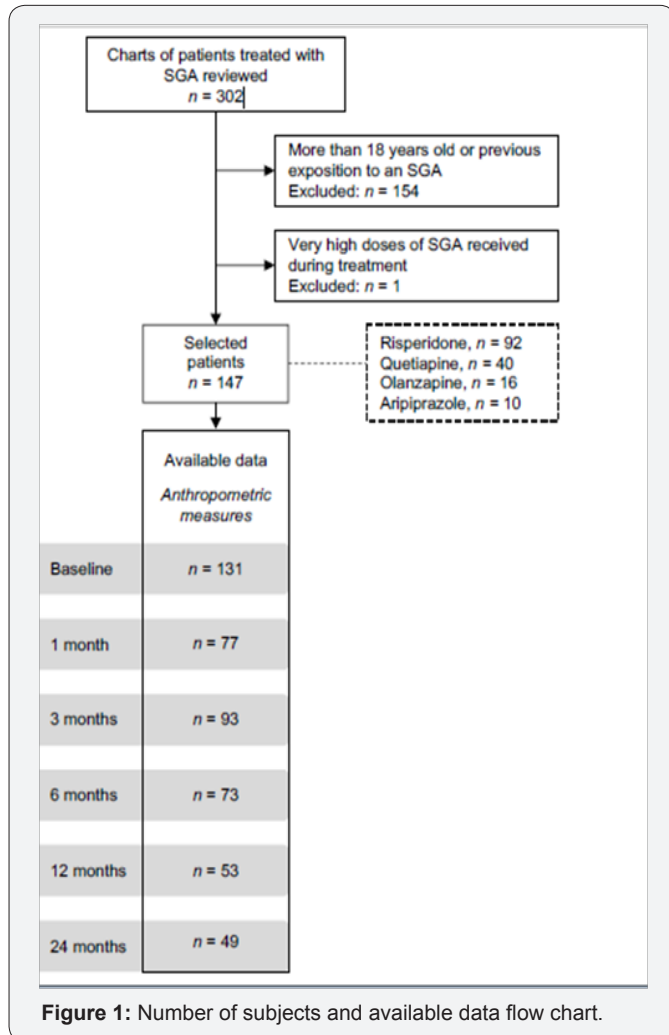 Charts of patients treated with
SGA reviewed
n = 302
More than 18 years old or previous
exposition to an SGA
Excluded: n = 154
Very high doses of SGA received
during treatment
Excluded: n = 1
Selected
patients
n = 147
Risperidone, n = 92
Quetiapine, n = 40
Olanzapine, n = 16
Aripiprazole, n = 10
Available data
Anthropometric
measures
Baseline n = 131
1 month n = 77
3 months n = 93
6 months n = 73
12 months n = 53
24 months n = 49
Figure 1: Number of subjects and available data flow chart.